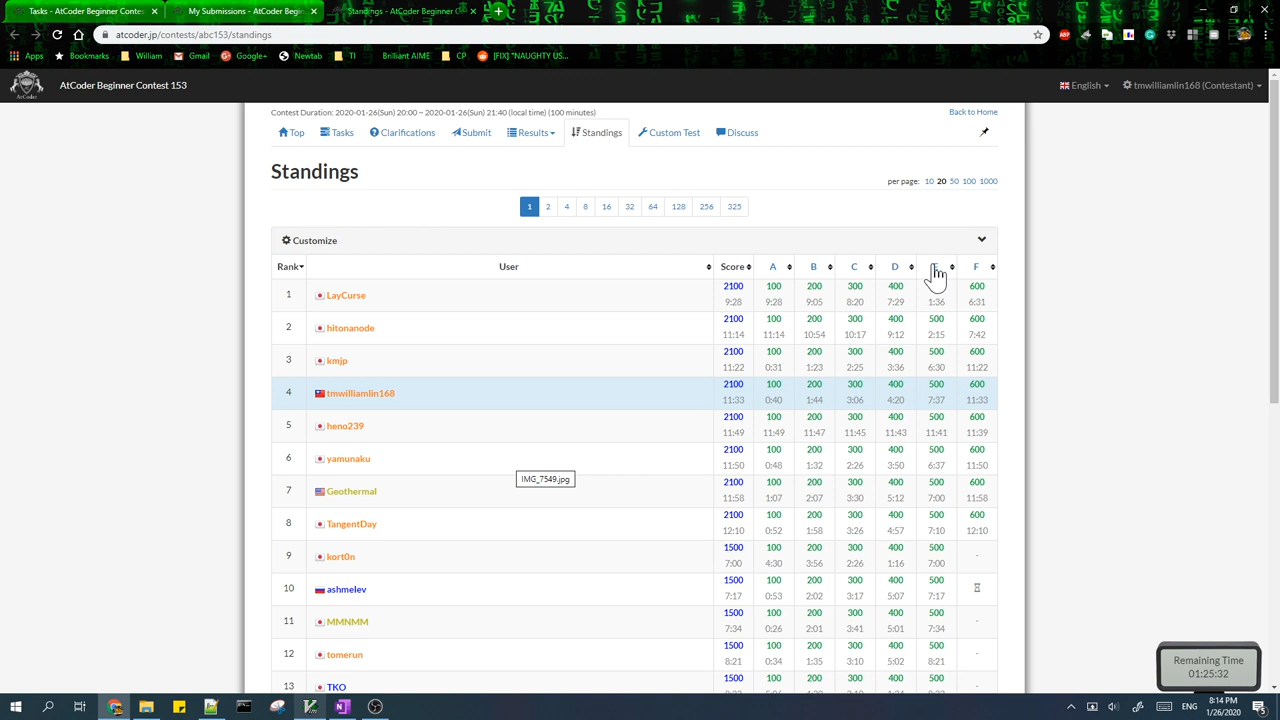 Tasks - AtCoder Beginner Contes
My Submissions - AtCoder Begin
Standings - AtCoder Beginner C
atcoder.jp/contests/abc153/standings
Apps Bookmarks William Gmail Google+ Newtab TI Brilliant AIME CP [FIX] "NAUGHTY US...
AtCoder Beginner Contest 153 English tmwilliamlin168 (Contestant)
Contest Duration: 2020-01-26(Sun) 20:00 ~ 2020-01-26(Sun) 21:40 (local time) (100 minutes) Back to Home
Top Tasks Clarifications Submit Results Standings Custom Test Discuss
Standings
per page: 10 20 50 100 1000
1 2 4 8 16 32 64 128 256 325
Customize
Rank User Score A B C D F
1 LayCurse 2100 100 200 300 400 500 600
9:28 9:28 9:05 8:20 7:29 1:36 6:31
2 hitonanode 2100 100 200 300 400 500 600
11:14 11:14 10:54 10:17 9:12 2:15 7:42
3 kmjp 2100 100 200 300 400 500 600
11:22 0:31 1:23 2:25 3:36 6:30 11:22
4 tmwilliamlin168 2100 100 200 300 400 500 600
11:33 0:40 1:44 3:06 4:20 7:37 11:33
5 heno239 2100 100 200 300 400 500 600
11:49 11:49 11:47 11:45 11:43 11:41 11:39
6 yamunaku 2100 100 200 300 400 500 600
11:50 0:48 1:32 2:26 3:50 6:37 11:50
IMG_7549.jpg
7 Geothermal 2100 100 200 300 400 500 600
11:58 1:07 2:07 3:30 5:12 7:00 11:58
8 TangentDay 2100 100 200 300 400 500 600
12:10 0:52 1:58 3:26 4:57 7:10 12:10
9 kort0n 1500 100 200 300 400 500 -
7:00 4:30 3:56 2:26 1:16 7:00
10 ashmelev 1500 100 200 300 400 500
7:17 0:53 2:02 3:17 5:07 7:17
11 MMNMM 1500 100 200 300 400 500 -
7:34 0:26 2:01 3:41 5:01 7:34
12 tomerun 1500 100 200 300 400 500 -
8:21 0:34 1:35 3:10 5:02 8:21
13 TKO 1500 100 200 300 400 500
Remaining Time
01:25:32
ENG
8:14 PM
1/26/2020